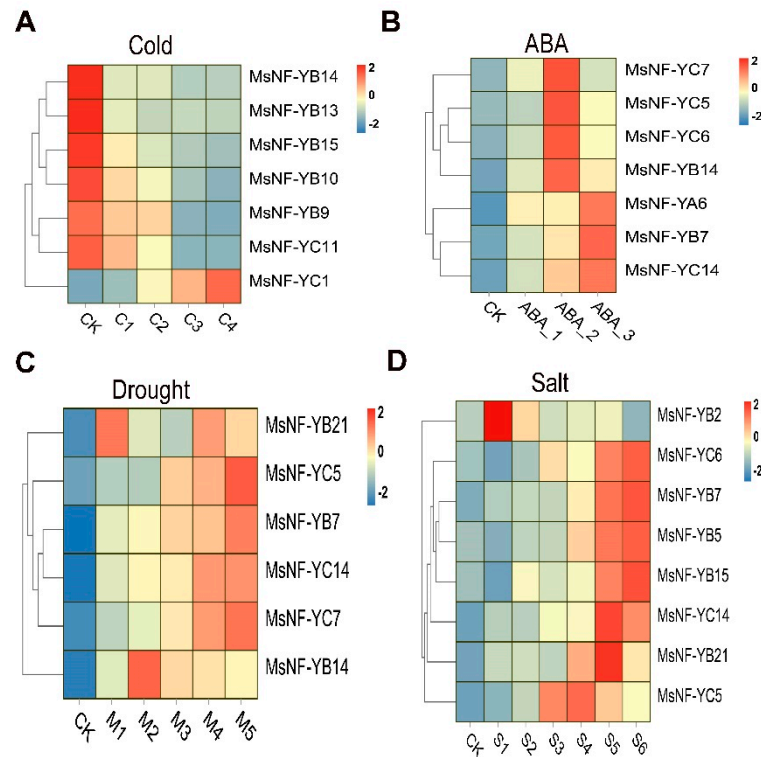 A
Cold
MsNF-YB14
MsNF-YB13
MsNF-YB15
MsNF-YB10
MsNF-YB9
MsNF-YC11
MsNF-YC1
2
0
-2
CK C1 C2 C3 C4
B
ABA
MsNF-YC7
MsNF-YC5
MsNF-YC6
MsNF-YB14
MsNF-YA6
MsNF-YB7
MsNF-YC14
2
0
-2
CK ABA_1 ABA_2 ABA_3
C
Drought
MsNF-YB21
MsNF-YC5
MsNF-YB7
MsNF-YC14
MsNF-YC7
MsNF-YB14
2
0
-2
CK M1 M2 M3 M4 M5
D
Salt
MsNF-YB2
MsNF-YC6
MsNF-YB7
MsNF-YB5
MsNF-YB15
MsNF-YC14
MsNF-YB21
MsNF-YC5
2
0
-2
CK S1 S2 S3 S4 S5 S6